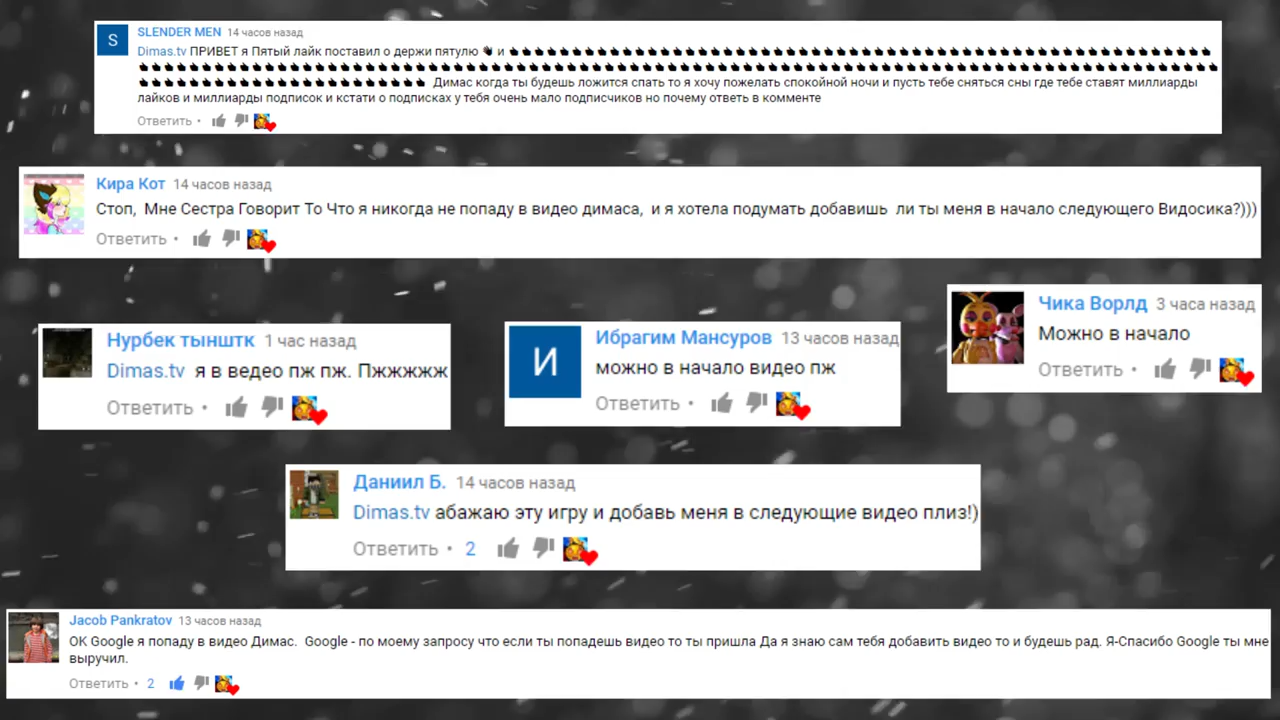 S
SLENDER MEN 14 часов назад
Dimas.tv ПРИВЕТ я Пятый лайк поставил о держи пятулю 👋 и
Димас когда ты будешь ложится спать то я хочу пожелать спокойной ночи и пусть тебе сняться сны где тебе ставят миллиарды
лайков и миллиарды подписок и кстати о подписках у тебя очень мало подписчиков но почему ответь в комменте
Ответить •
Кира Кот 14 часов назад
Стоп, Мне Сестра Говорит То Что я никогда не попаду в видео димаса, и я хотела подумать добавишь ли ты меня в начало следующего Видосика?)))
Ответить •
Чика Ворлд 3 часа назад
Можно в начало
Ответить •
Нурбек тынштк 1 час назад
Dimas.tv я в ведео пж пж. Пжжжжж
Ответить •
И
Ибрагим Мансуров 13 часов назад
можно в начало видео пж
Ответить •
Даниил Б. 14 часов назад
Dimas.tv абажаю эту игру и добавь меня в следующие видео плиз!)
Ответить • 2
Jacob Pankratov 13 часов назад
OK Google я попаду в видео Димас. Google - по моему запросу что если ты попадешь видео то ты пришла Да я знаю сам тебя добавить видео то и будешь рад. Я-Спасибо Google ты мне
выручил.
Ответить • 2